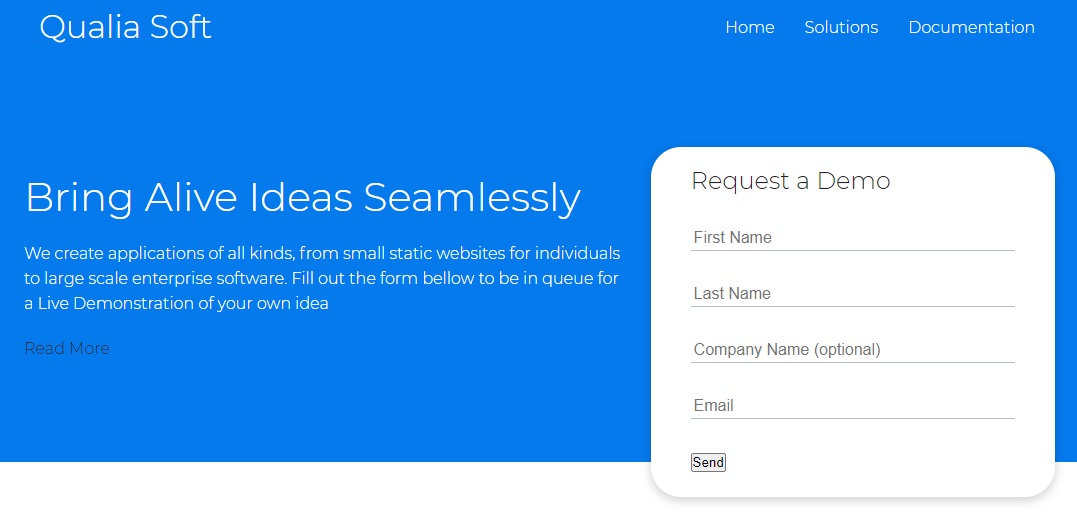 Qualia Soft
Home Solutions Documentation
Bring Alive Ideas Seamlessly
We create applications of all kinds, from small static websites for individuals
to large scale enterprise software. Fill out the form bellow to be in queue for
a Live Demonstration of your own idea
Read More
Request a Demo
First Name
Last Name
Company Name (optional)
Email
Send